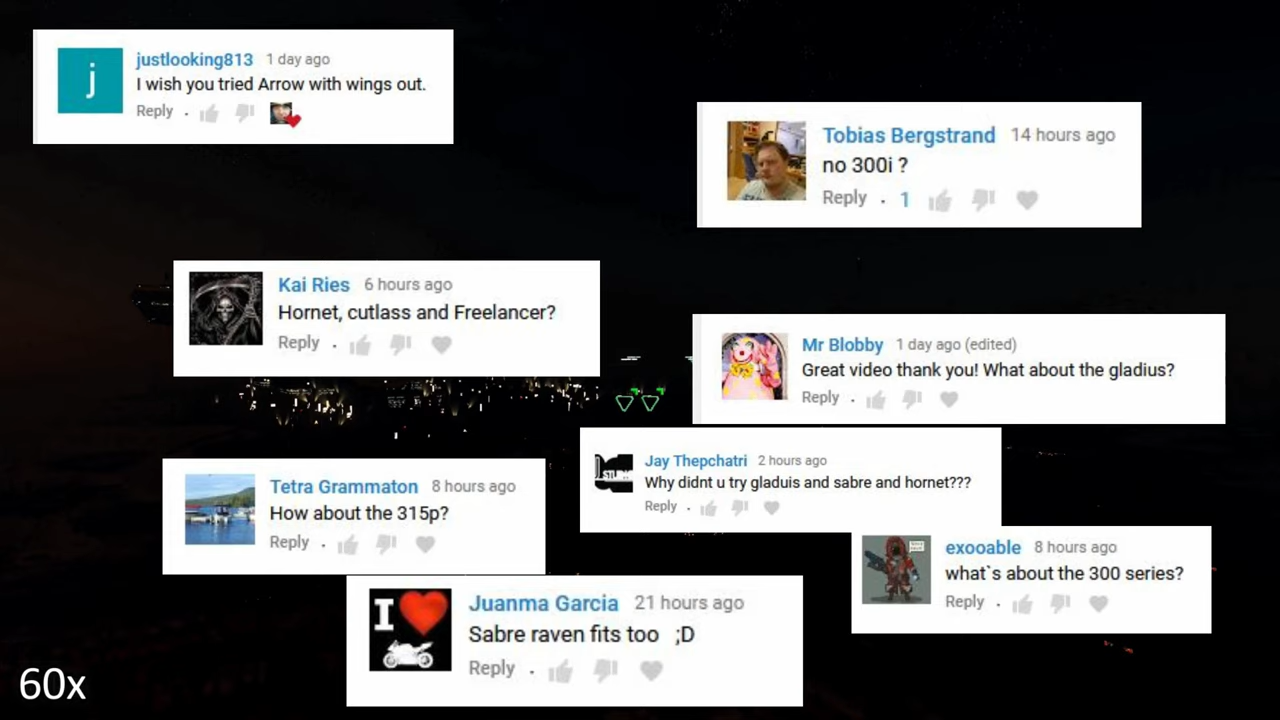 j
justlooking813 1 day ago
I wish you tried Arrow with wings out.
Reply .
Tobias Bergstrand 14 hours ago
no 300i ?
Reply . 1
Kai Ries 6 hours ago
Hornet, cutlass and Freelancer?
Reply .
Mr Blobby 1 day ago (edited)
Great video thank you! What about the gladius?
Reply .
Jay Thepchatri 2 hours ago
Why didnt u try gladuis and sabre and hornet???
Reply .
Tetra Grammaton 8 hours ago
How about the 315p?
Reply .
exooable 8 hours ago
what`s about the 300 series?
Reply .
I
Juanma Garcia 21 hours ago
Sabre raven fits too ;D
Reply .
60x